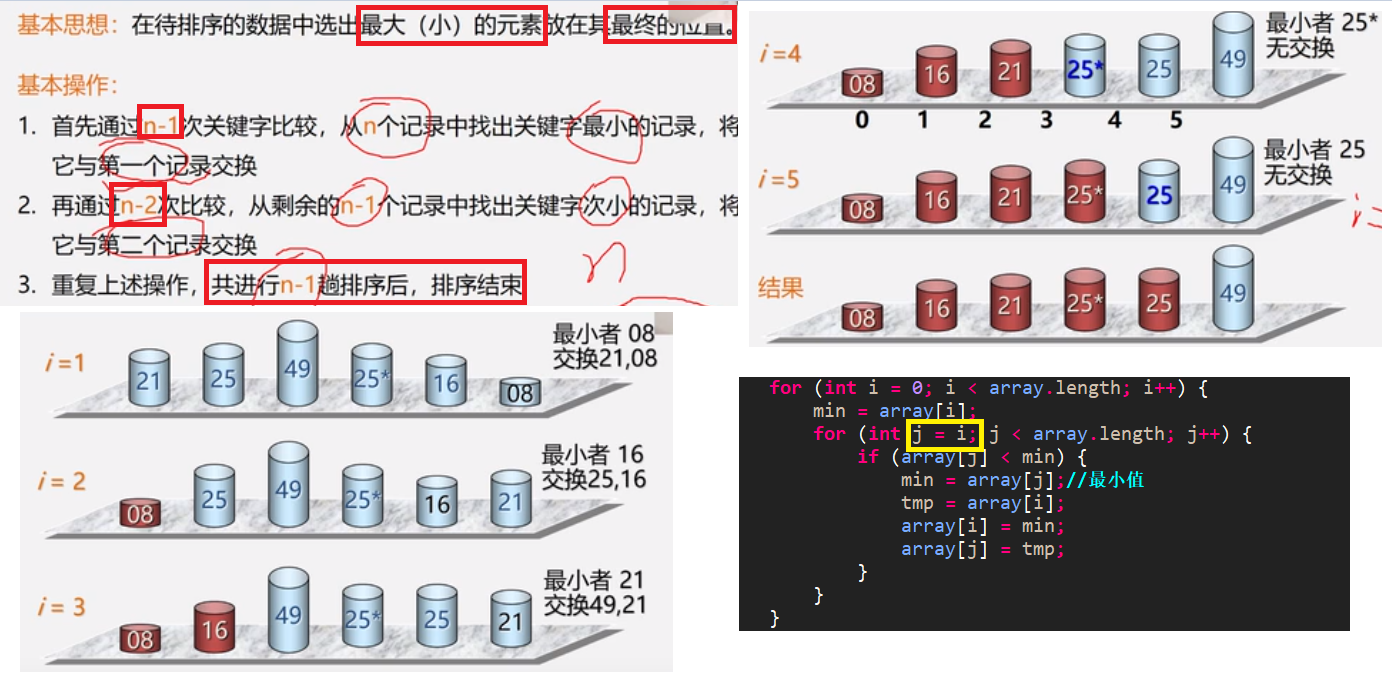 基本思想：在待排序的数据中选出最大（小）的元素放在其最终的位置。
基本操作：
1. 首先通过n-1次关键字比较，从n个记录中找出关键字最小的记录，将
它与第一个记录交换
2. 再通过n-2次比较，从剩余的n-1个记录中找出关键字次小的记录，将
它与第二个记录交换
3. 重复上述操作，共进行n-1趟排序后，排序结束
n
i=1
21 25 49 25* 16 08
最小者 08
交换21,08
i= 2
08 25 49 25* 16 21
最小者 16
交换25,16
i= 3
08 16 49 25* 25 21
最小者 21
交换49,21
i=4
08 16 21 25* 25 49
最小者 25*
无交换
0 1 2 3 4 5
i=5
08 16 21 25* 25 49
最小者 25
无交换
i=
结果
08 16 21 25* 25 49
for (int i = 0; i < array.length; i++) {
min = array[i];
for (int j = i; j < array.length; j++) {
if (array[j] < min) {
min = array[j];//最小值
tmp = array[i];
array[i] = min;
array[j] = tmp;
}
}
}